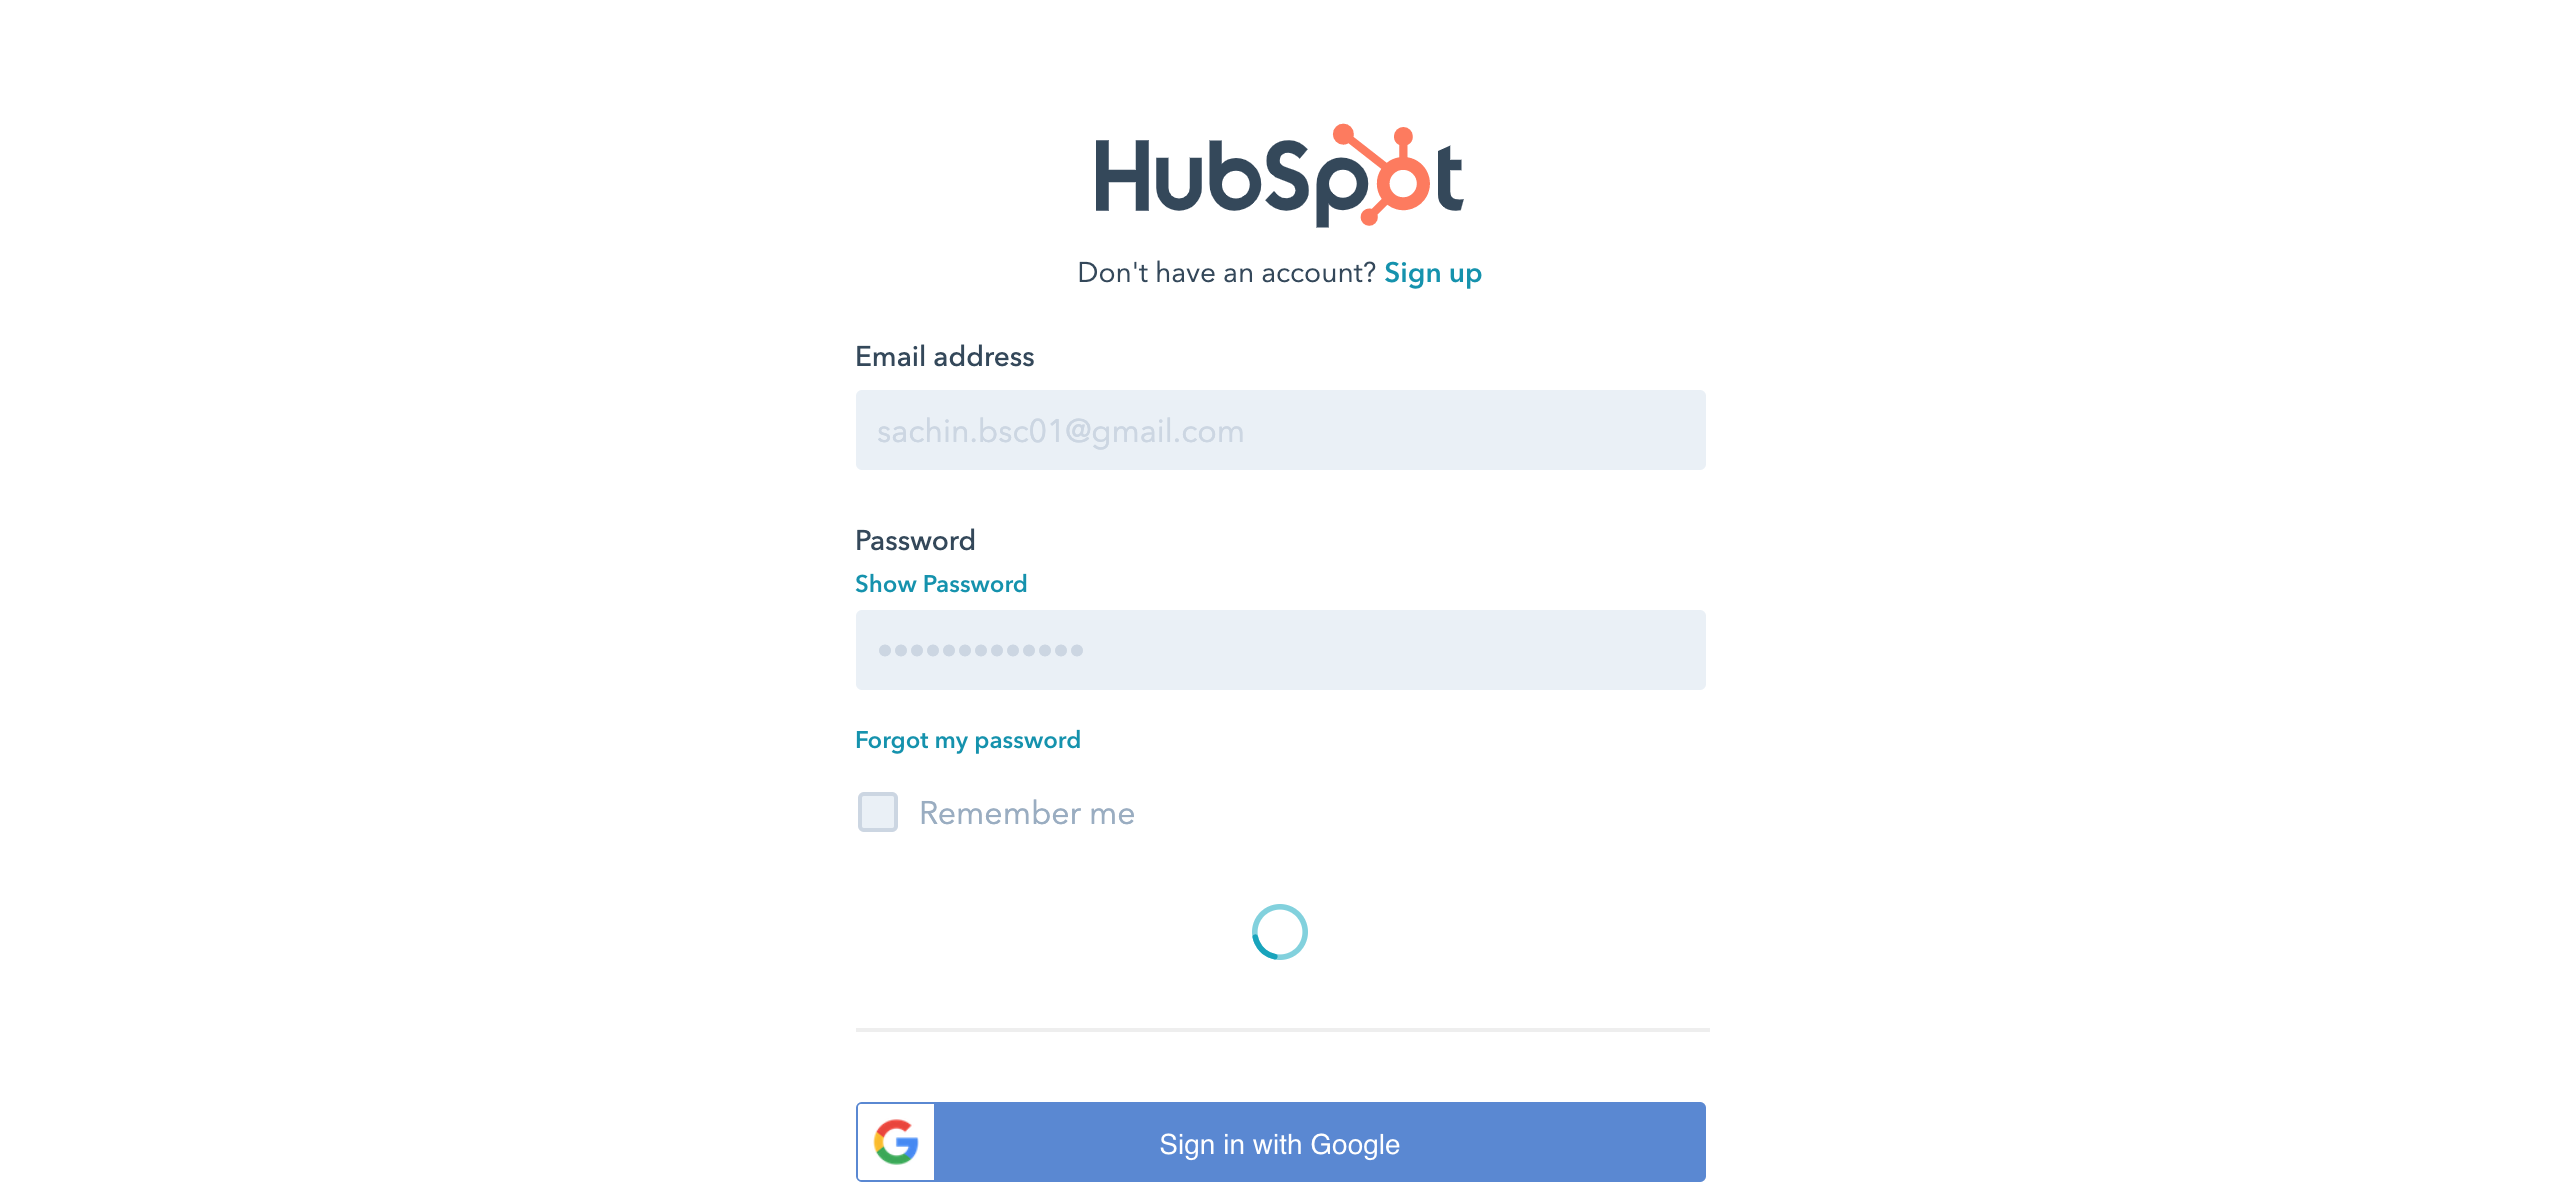 HubSpot
Don't have an account? Sign up
Email address
sachin.bsc01@gmail.com
Password
Show Password
•••••••••••••
Forgot my password
Remember me
Sign in with Google